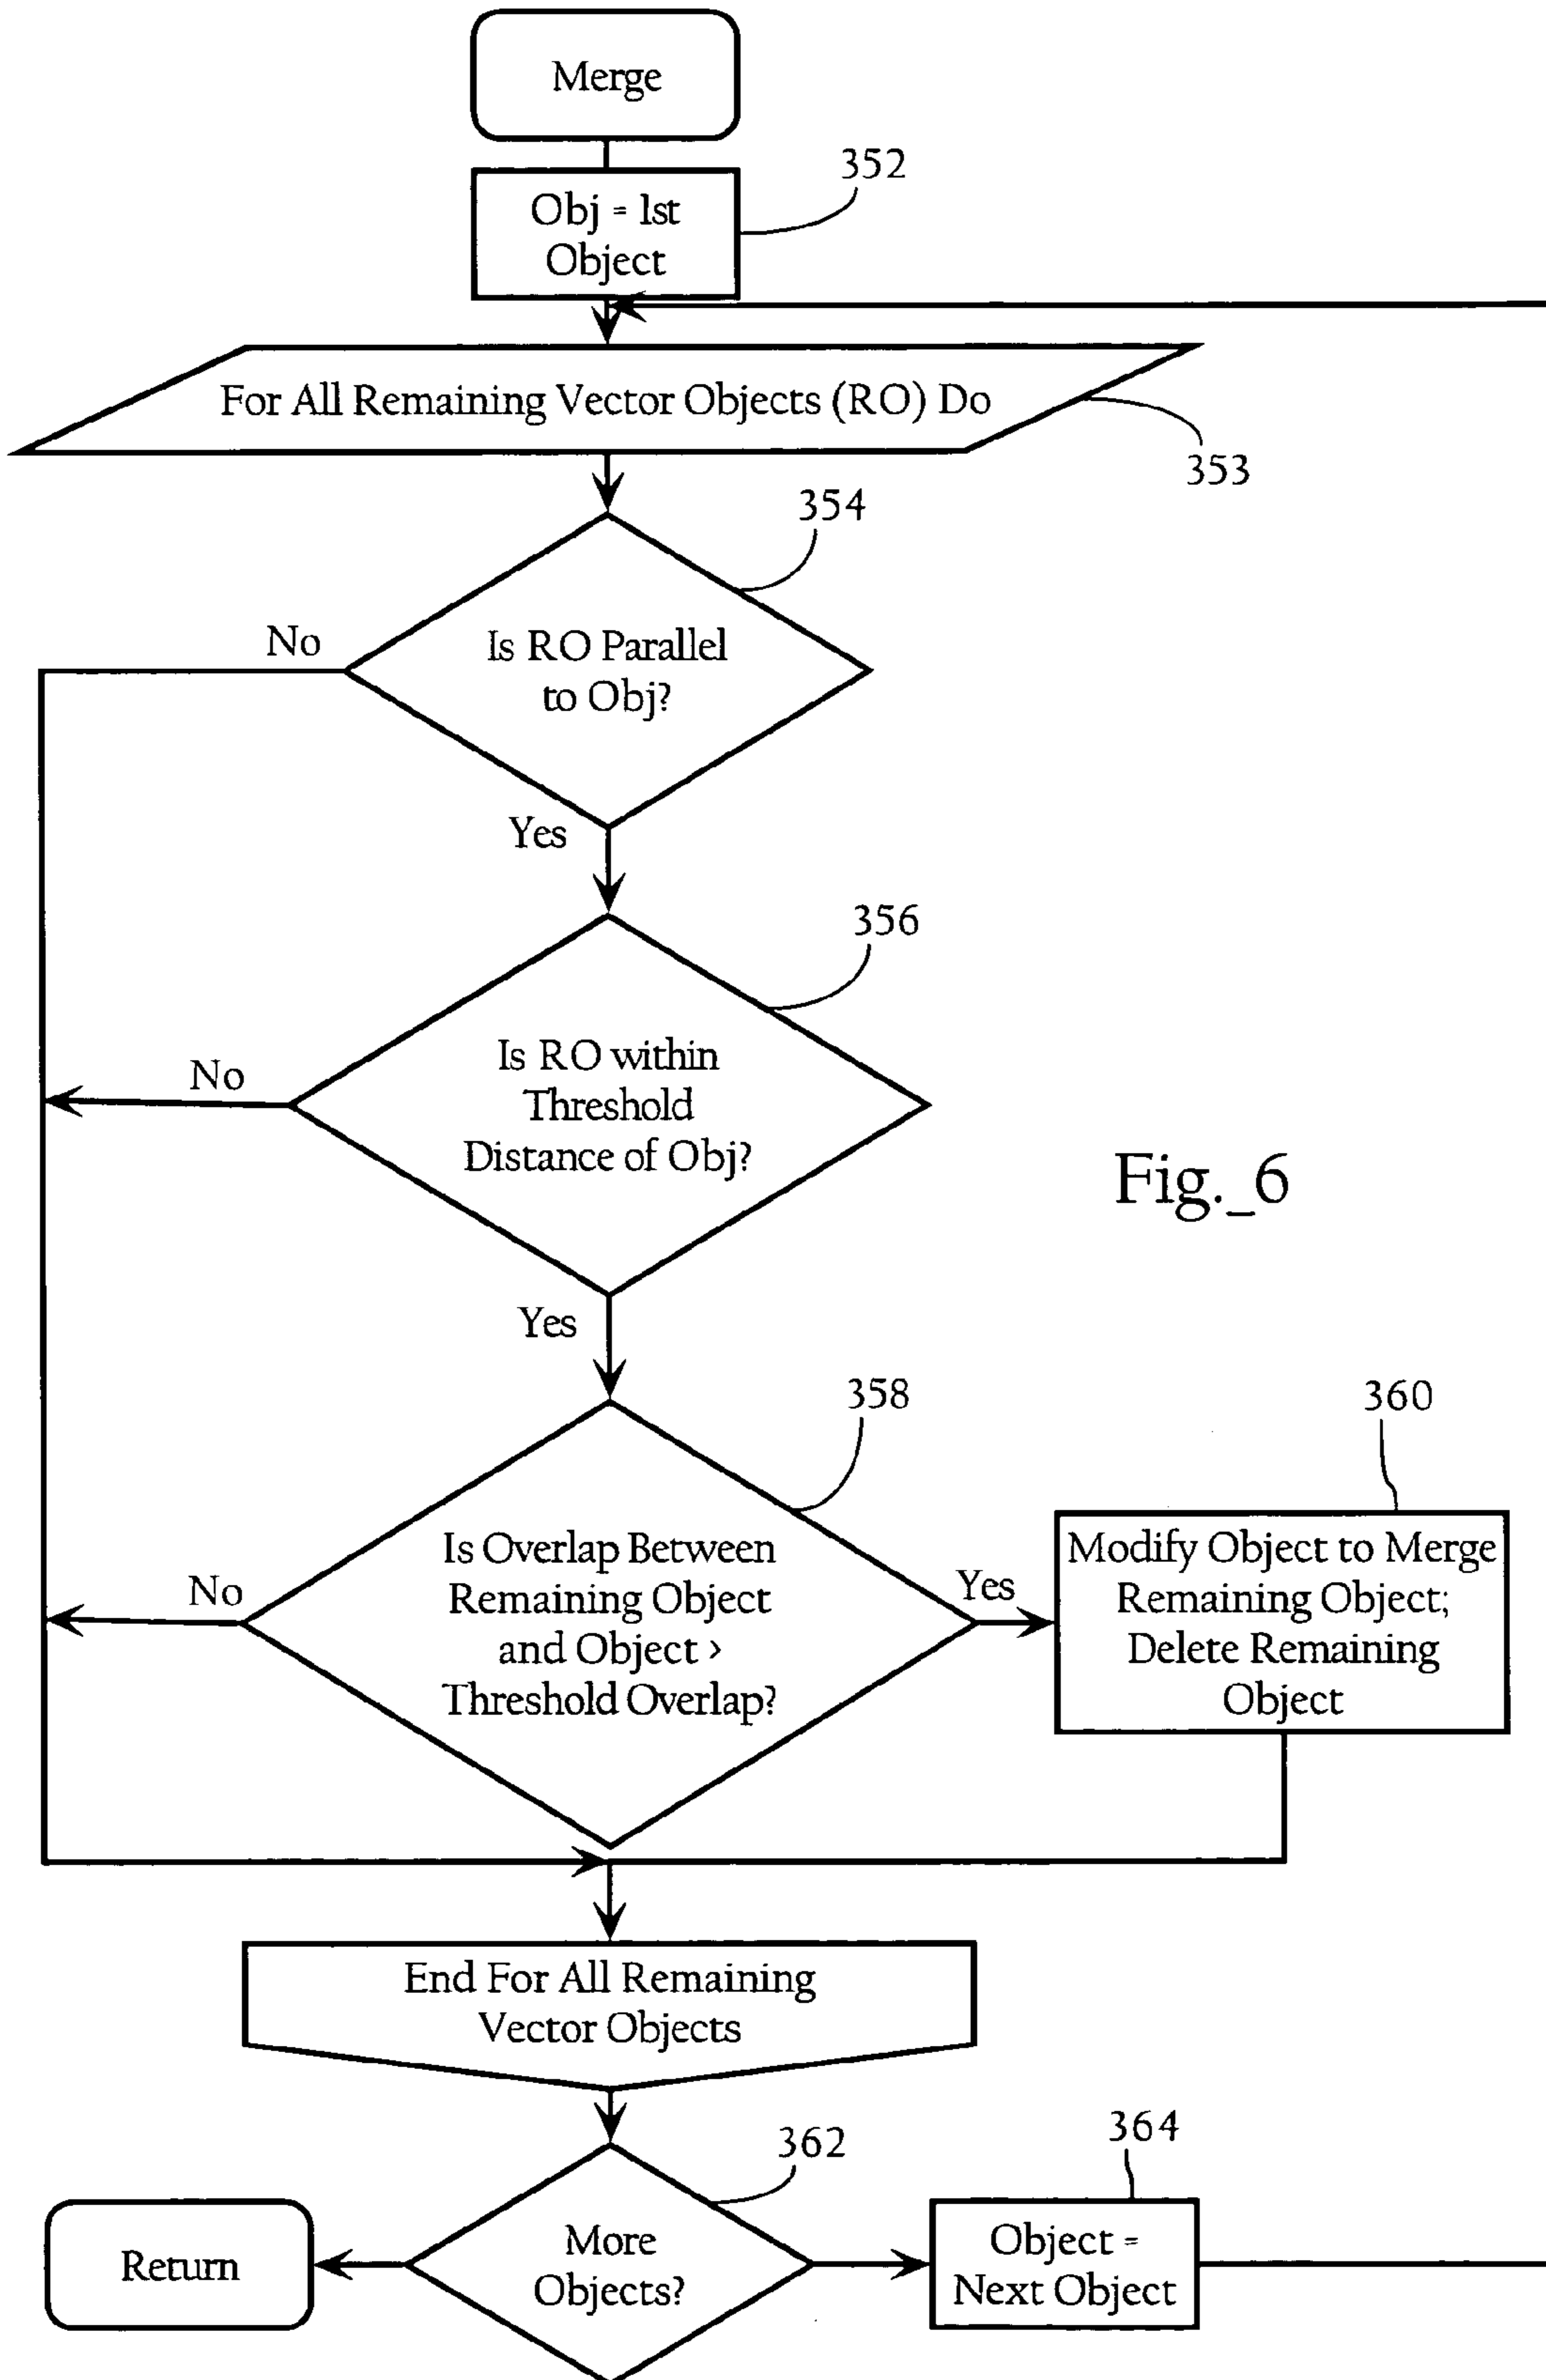 Merge
352
Obj = 1st
Object
For All Remaining Vector Objects (RO) Do
353
354
No
Is RO Parallel
to Obj?
Yes
356
No
Is RO within
Threshold
Distance of Obj?
Fig._6
Yes
358
360
No
Is Overlap Between
Remaining Object
and Object >
Threshold Overlap?
Yes
Modify Object to Merge
Remaining Object;
Delete Remaining
Object
End For All Remaining
Vector Objects
362
364
Return
More
Objects?
Object =
Next Object